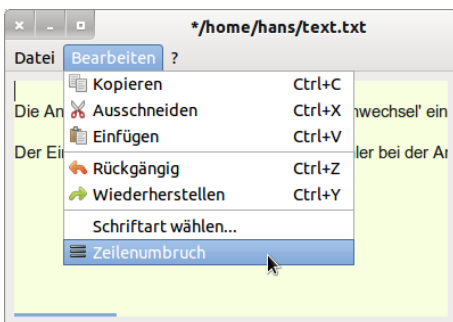 */home/hans/text.txt
Datei Bearbeiten ?
Kopieren Ctrl+C
Ausschneiden Ctrl+X
Einfügen Ctrl+V
Rückgängig Ctrl+Z
Wiederherstellen Ctrl+Y
Schriftart wählen...
Zeilenumbruch
Die An nwechsel' ein
Der Ei ler bei der Ar